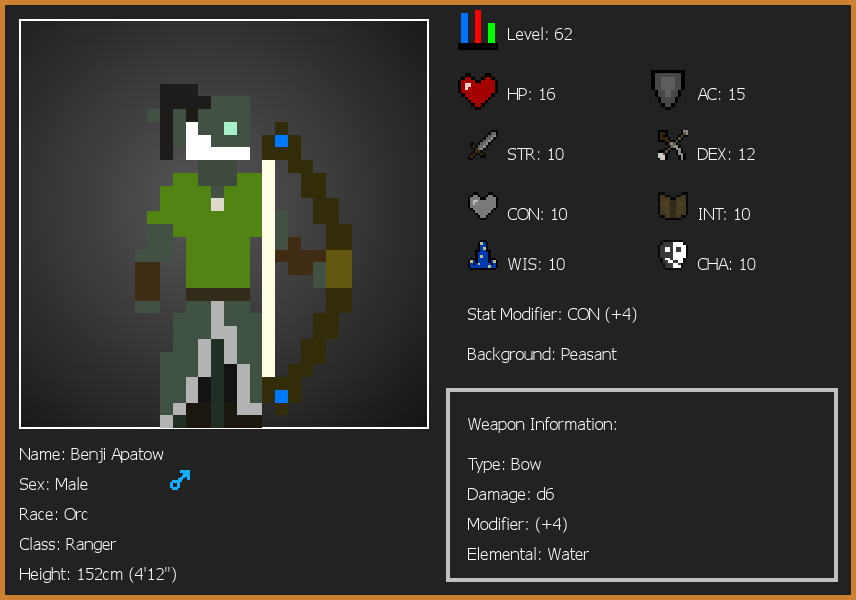 Level: 62
HP: 16
AC: 15
STR: 10
DEX: 12
CON: 10
INT: 10
WIS: 10
CHA: 10
Stat Modifier: CON (+4)
Background: Peasant
Weapon Information:
Type: Bow
Damage: d6
Modifier: (+4)
Elemental: Water
Name: Benji Apatow
Sex: Male
Race: Orc
Class: Ranger
Height: 152cm (4'12")